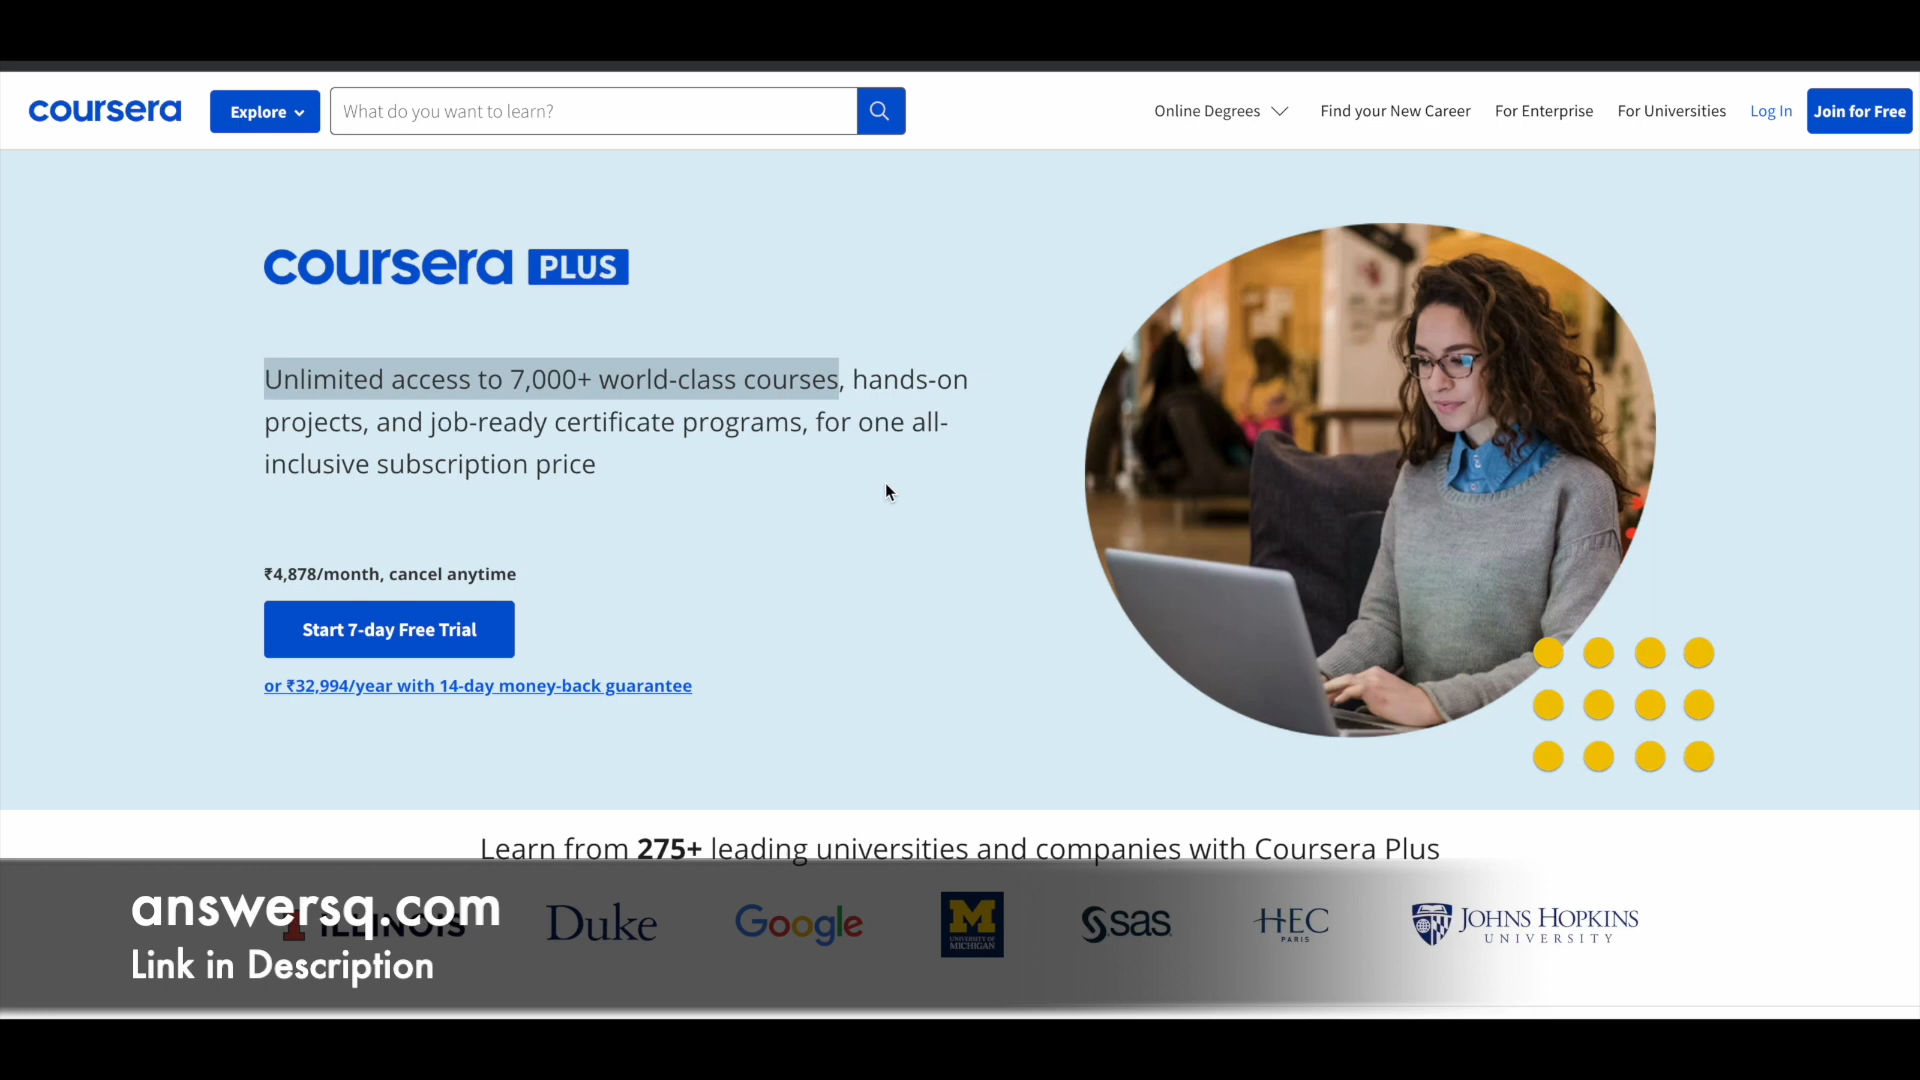 coursera
Explore
What do you want to learn?
Online Degrees
Find your New Career
For Enterprise
For Universities
Log In
Join for Free
coursera PLUS
Unlimited access to 7,000+ world-class courses, hands-on
projects, and job-ready certificate programs, for one all-
inclusive subscription price
₹4,878/month, cancel anytime
Start 7-day Free Trial
or ₹32,994/year with 14-day money-back guarantee
Learn from 275+ leading universities and companies with Coursera Plus
answersq.com
Link in Description
I ILLINOIS
Duke
Google
M
UNIVERSITY OF
MICHIGAN
sas
HEC
PARIS
JOHNS HOPKINS
UNIVERSITY